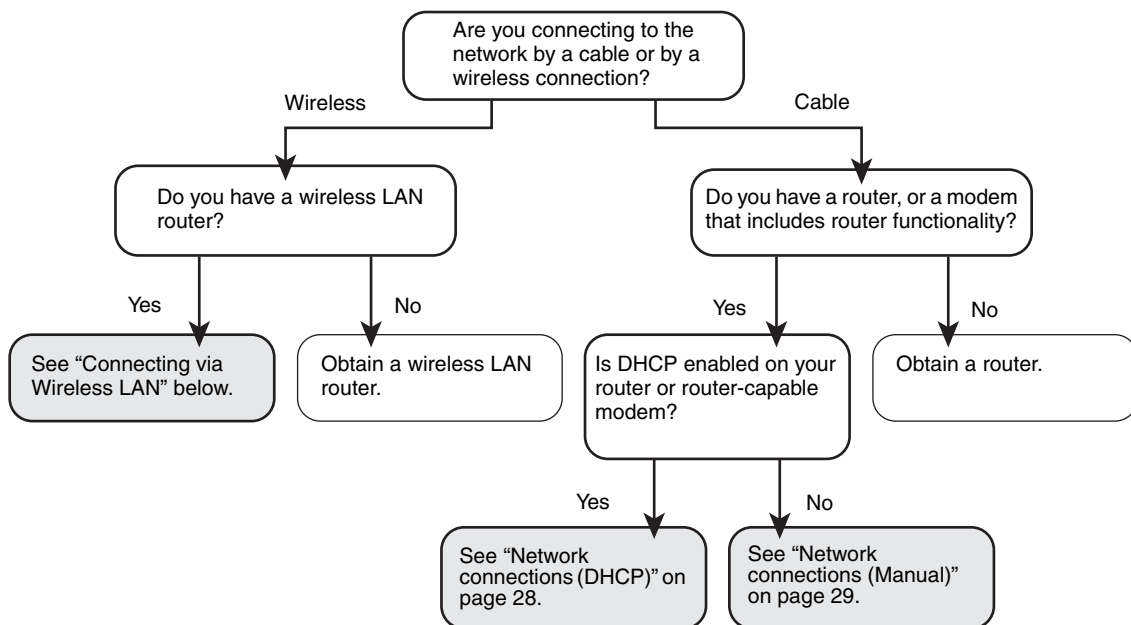 Are you connecting to the
network by a cable or by a
wireless connection?
Wireless
Cable
Do you have a wireless LAN
router?
Do you have a router, or a modem
that includes router functionality?
Yes
No
Yes
No
See “Connecting via
Wireless LAN” below.
Obtain a wireless LAN
router.
Is DHCP enabled on your
router or router-capable
modem?
Obtain a router.
Yes
No
See “Network
connections (DHCP)” on
page 28.
See “Network
connections (Manual)”
on page 29.